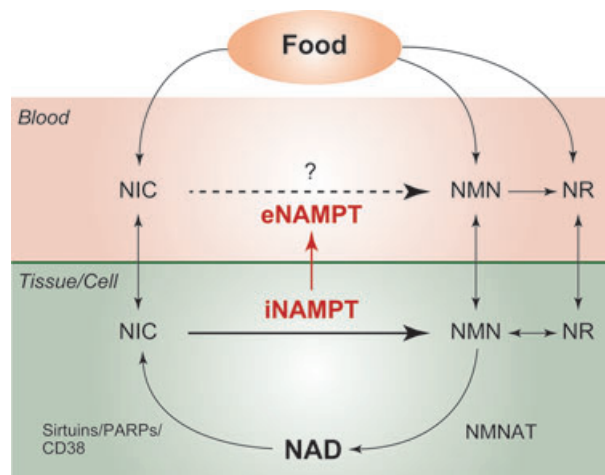 Food
Blood
?
NIC
NMN
NR
eNAMPT
Tissue/Cell
iNAMPT
NIC
NMN
NR
Sirtuins/PARPs/
CD38
NAD
NMNAT